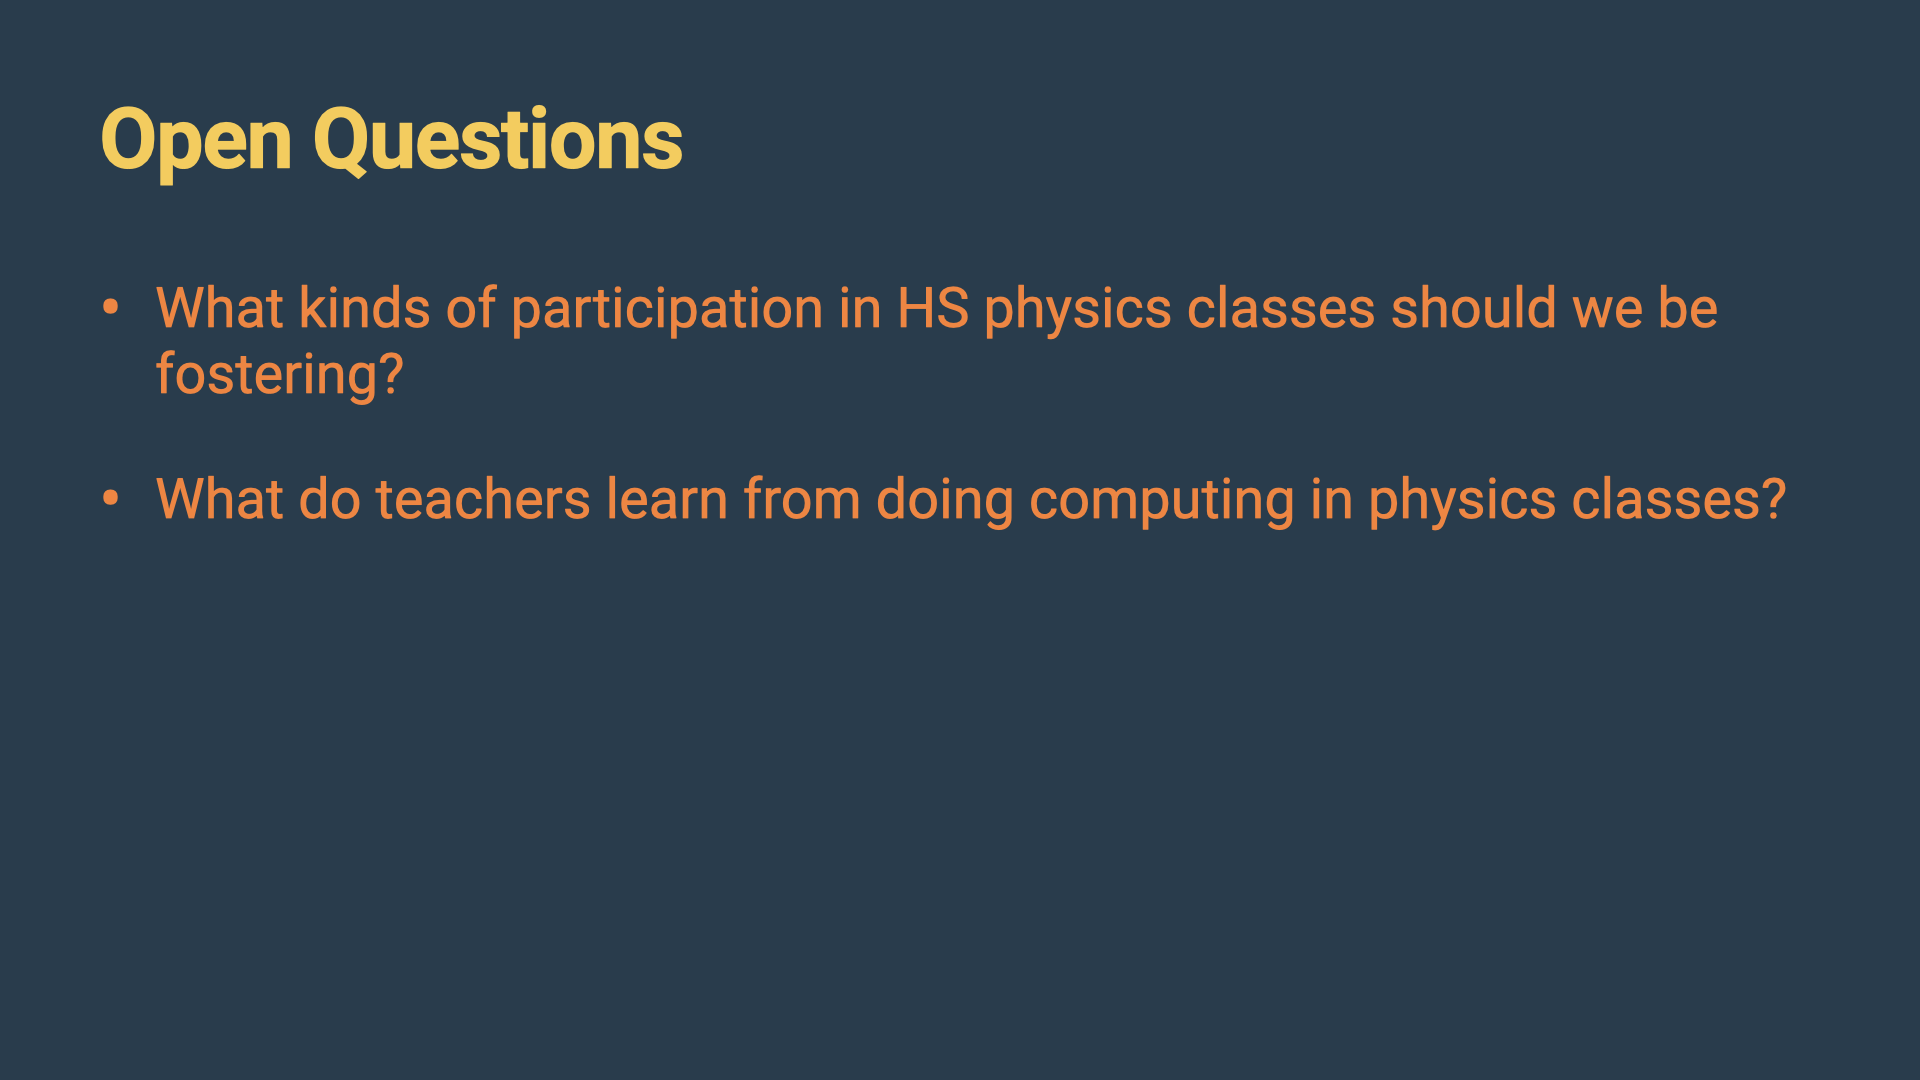 Open Questions
• What kinds of participation in HS physics classes should we be
fostering?
• What do teachers learn from doing computing in physics classes?